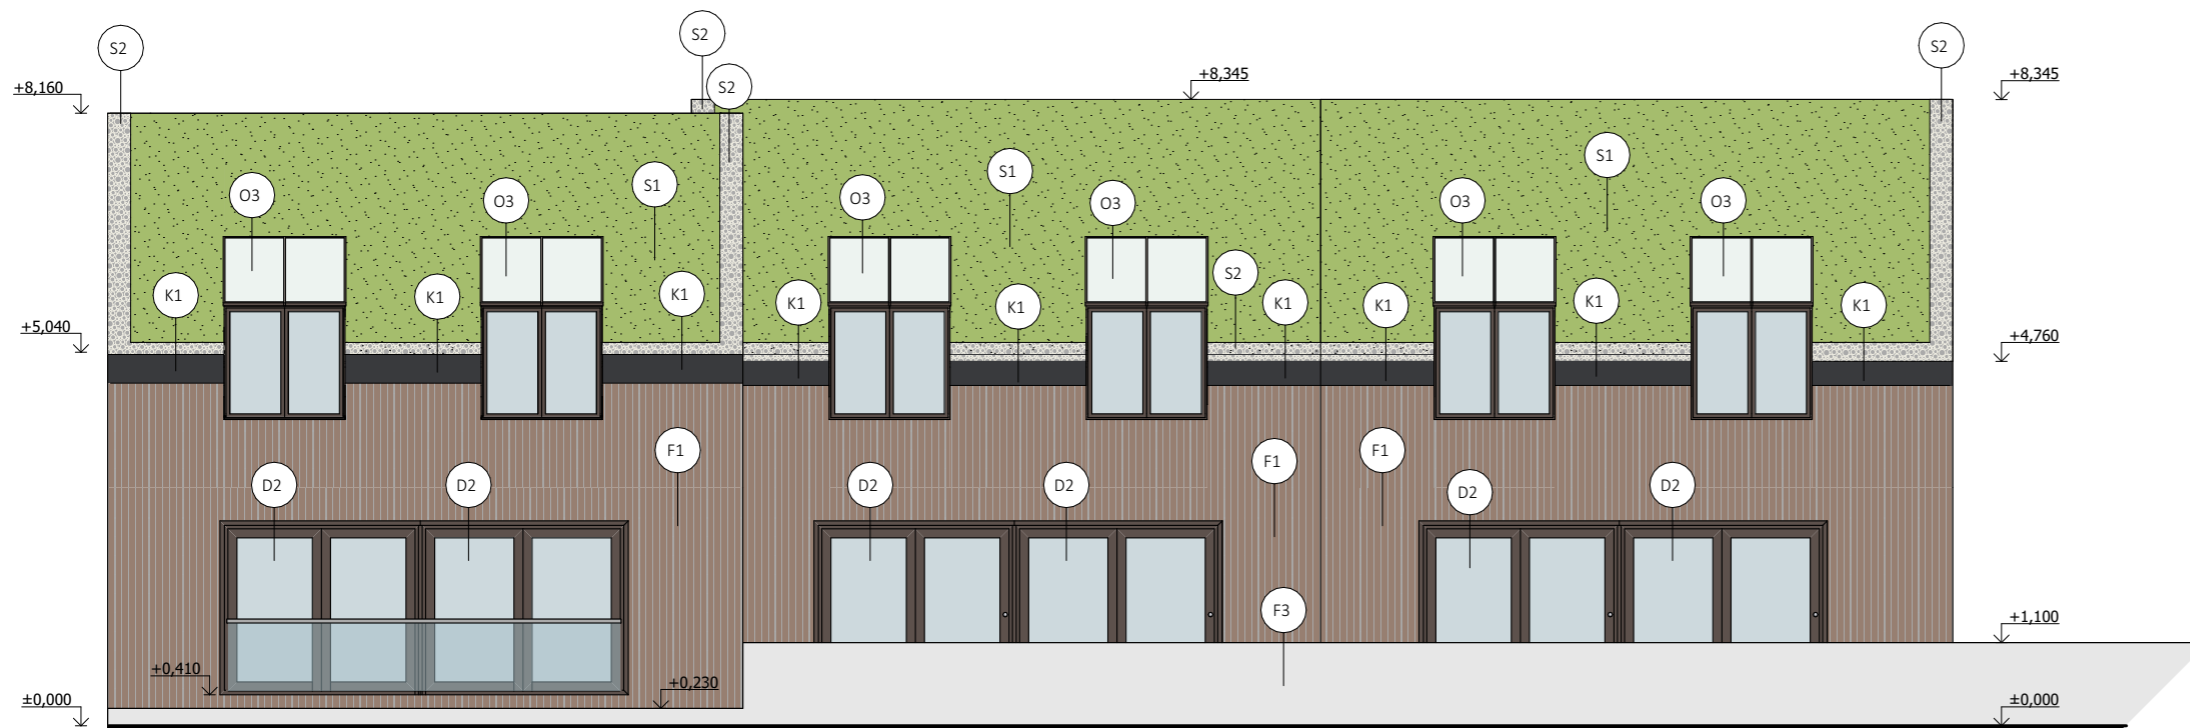 S2
S2
S2
S2
+8,160
+8,345
+8,345
O3
O3
S1
O3
S1
O3
O3
S1
O3
K1
K1
K1
K1
K1
S2
K1
K1
K1
K1
+5,040
+4,760
F1
F1
F1
D2
D2
D2
D2
D2
D2
F3
+1,100
+0,410
+0,230
±0,000
±0,000